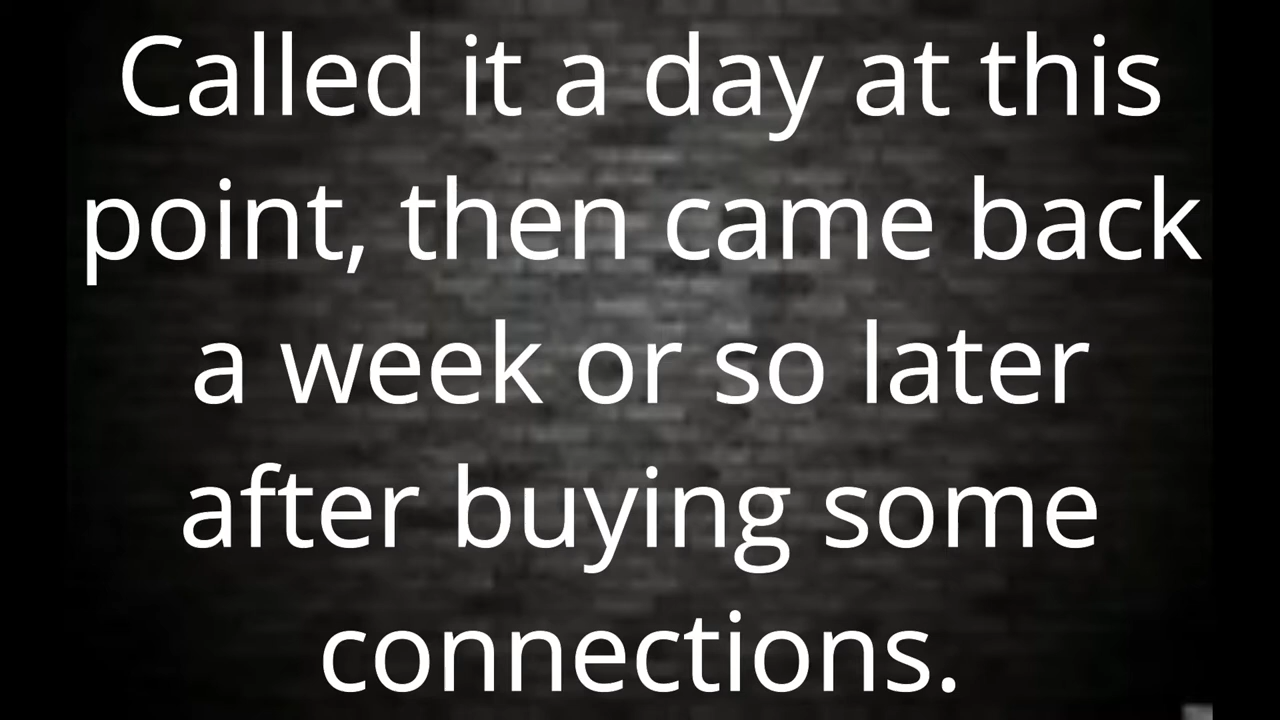 Called it a day at this
point, then came back
a week or so later
after buying some
connections.